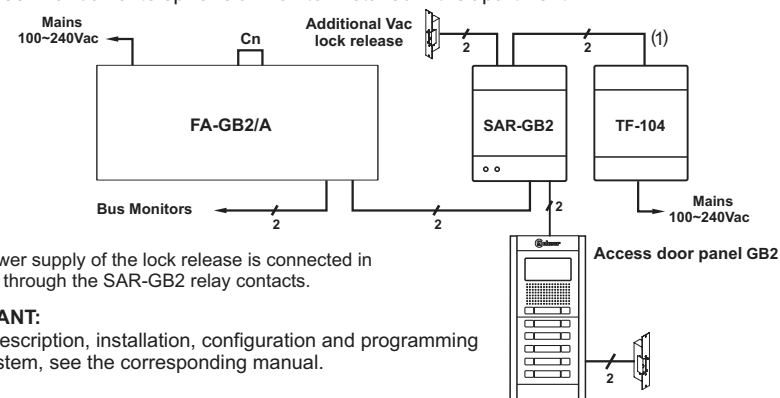 Additional Vac
lock release
Mains
100~240Vac
Cn
2
2
(1)
FA-GB2/A
SAR-GB2
TF-104
Bus Monitors
2
2
2
Mains
100~240Vac
Access door panel GB2
wer supply of the lock release is connected in
through the SAR-GB2 relay contacts.
ANT:
escription, installation, configuration and programming
stem, see the corresponding manual.
2